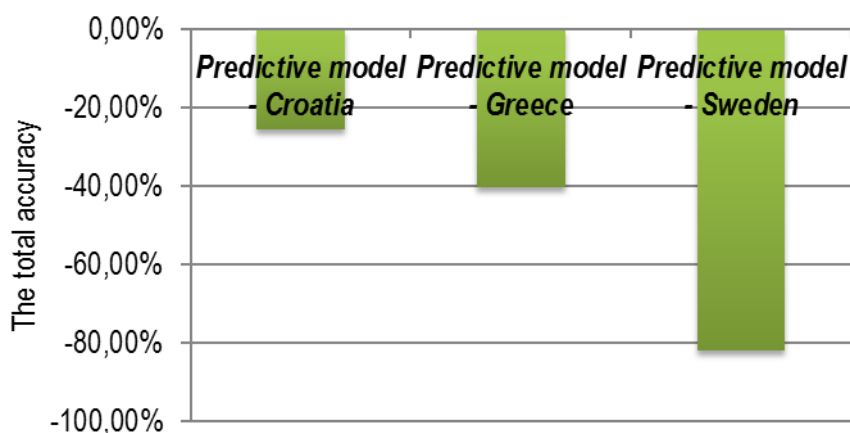 0,00%
Predictive model Predictive model Predictive model
- Croatia - Greece - Sweden
-20,00%
-40,00%
-60,00%
-80,00%
-100,00%
The total accuracy